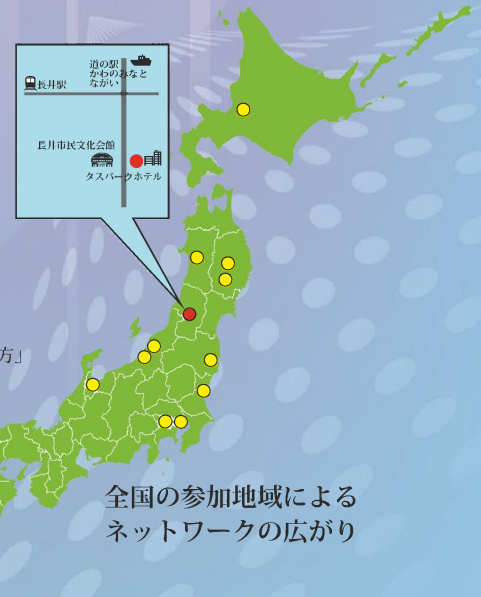 道の駅
かわのみなと
ながい
長井駅
長川市民文化会館
タスパークホテル
方」
全国の参加地域による
ネットワークの広がり